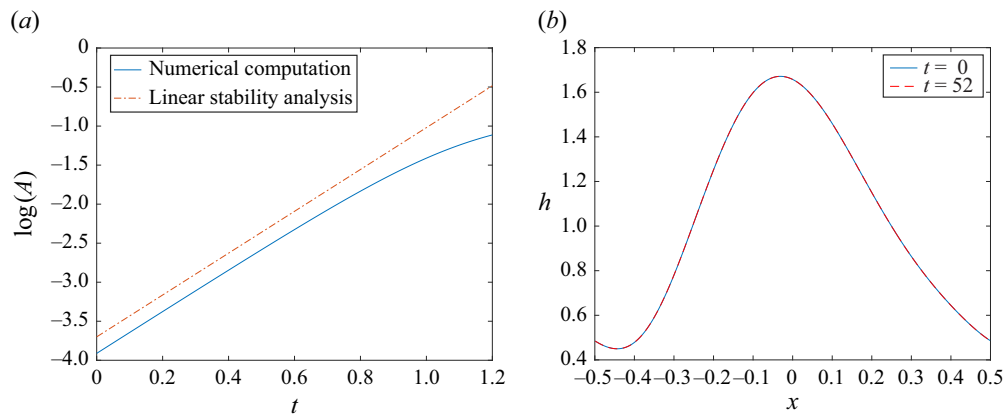 (a)
0
–0.5
–1.0
–1.5
–2.0
–2.5
–3.0
–3.5
–4.0
log(A)
Numerical computation
Linear stability analysis
0 0.2 0.4 0.6 0.8 1.0 1.2
t
(b)
1.8
1.6
1.4
1.2
1.0
0.8
0.6
0.4
h
t = 0
t = 52
–0.5 –0.4 –0.3 –0.2 –0.1 0 0.1 0.2 0.3 0.4 0.5
x